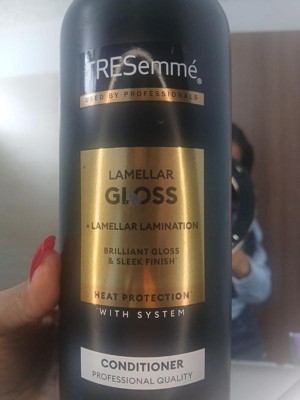 TRESemmé®
USED BY PROFESSIONALS
LAMELLAR
GLOSS
+ LAMELLAR LAMINATION
BRILLIANT GLOSS
& SLEEK FINISH
HEAT PROTECTION
WITH SYSTEM
CONDITIONER
PROFESSIONAL QUALITY